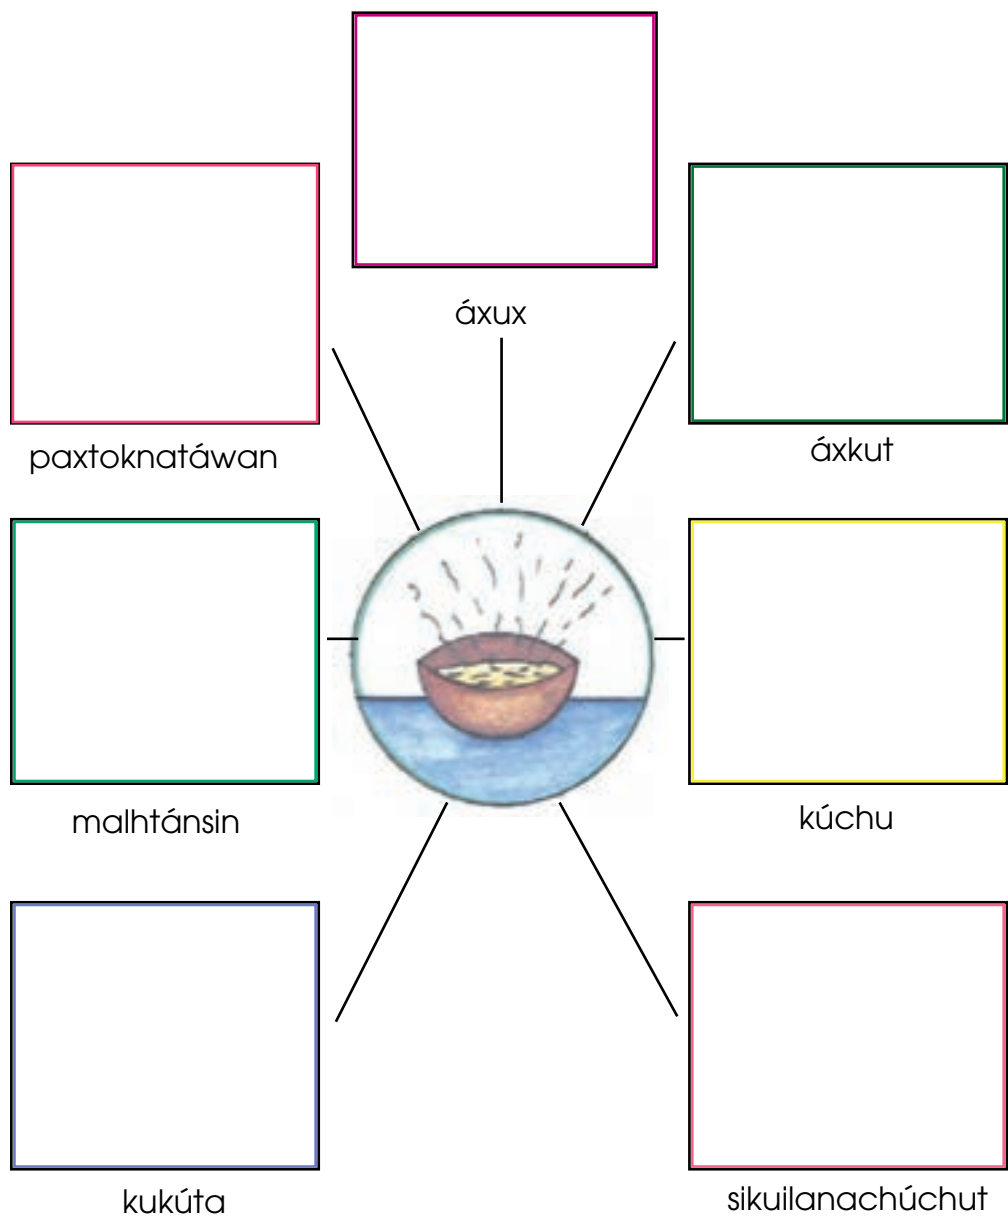 áxux
paxtoknatáwan
áxkut
malhtánsin
kúchu
kukúta
sikuilanachúchut